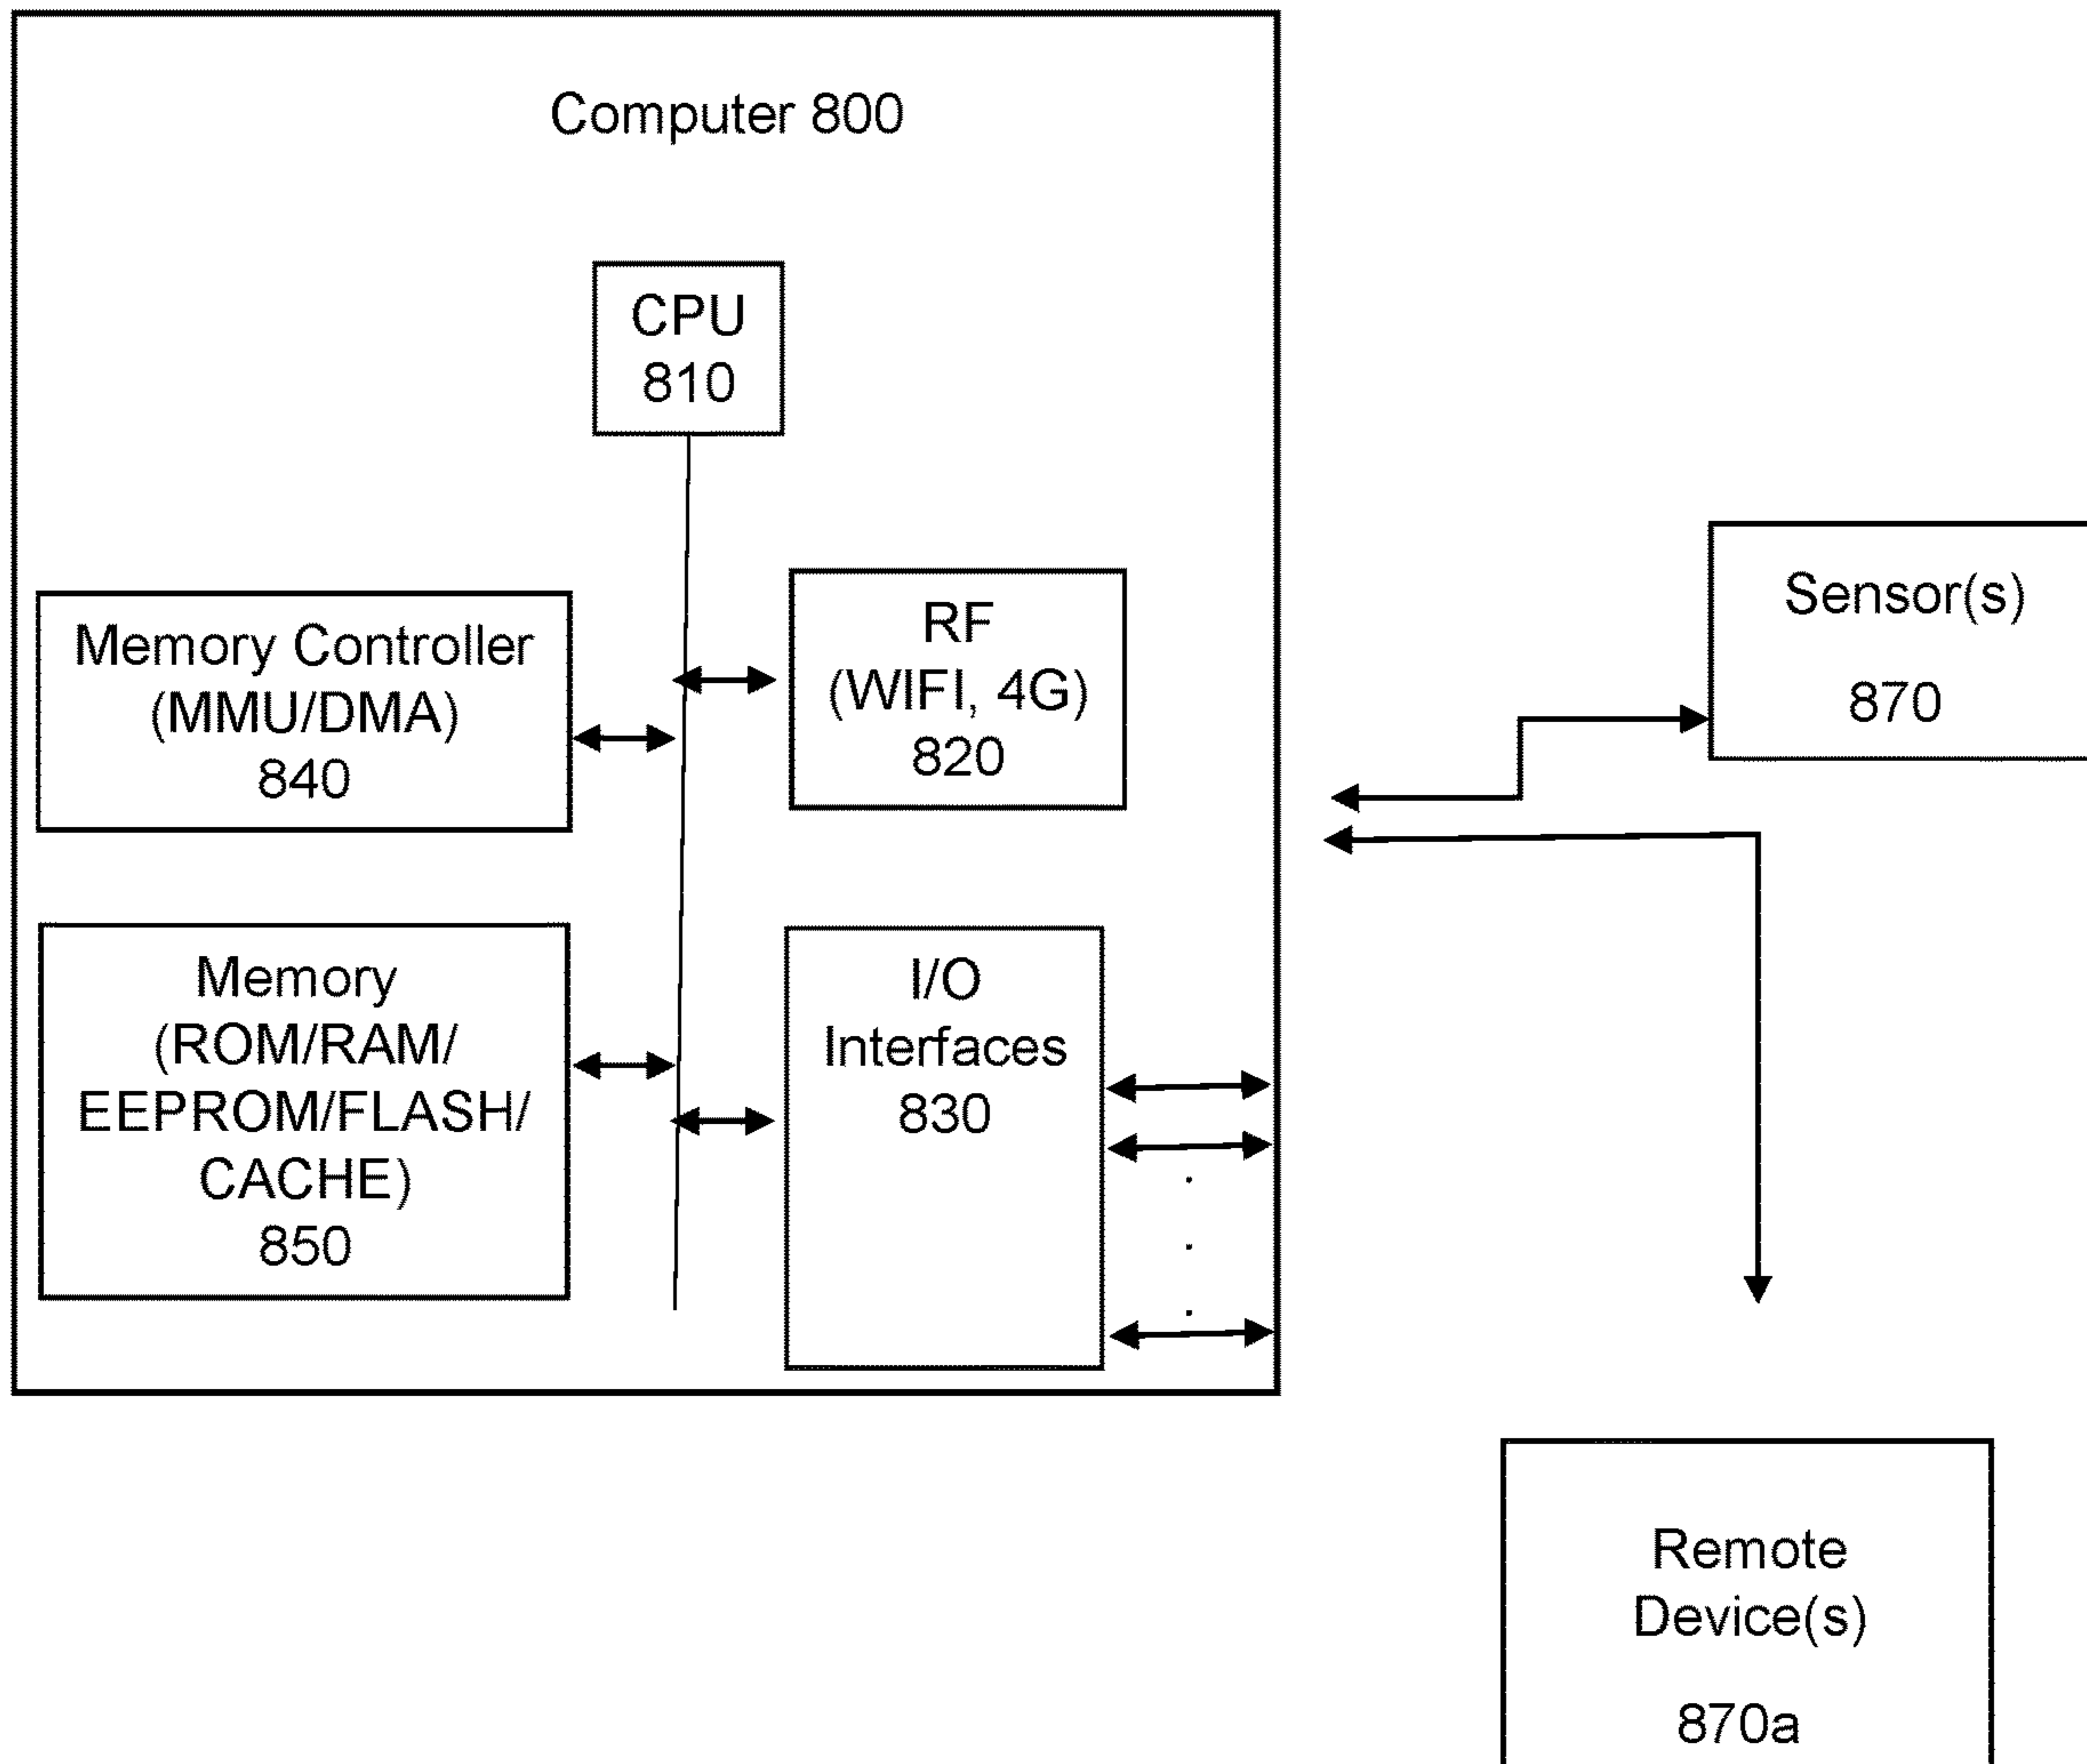 Computer 800
CPU
810
Memory Controller
(MMU/DMA)
840
RF
(WIFI, 4G)
820
Sensor(s)
870
Memory
(ROM/RAM/
EEPROM/FLASH/
CACHE)
850
I/O
Interfaces
830
Remote
Device(s)
870a